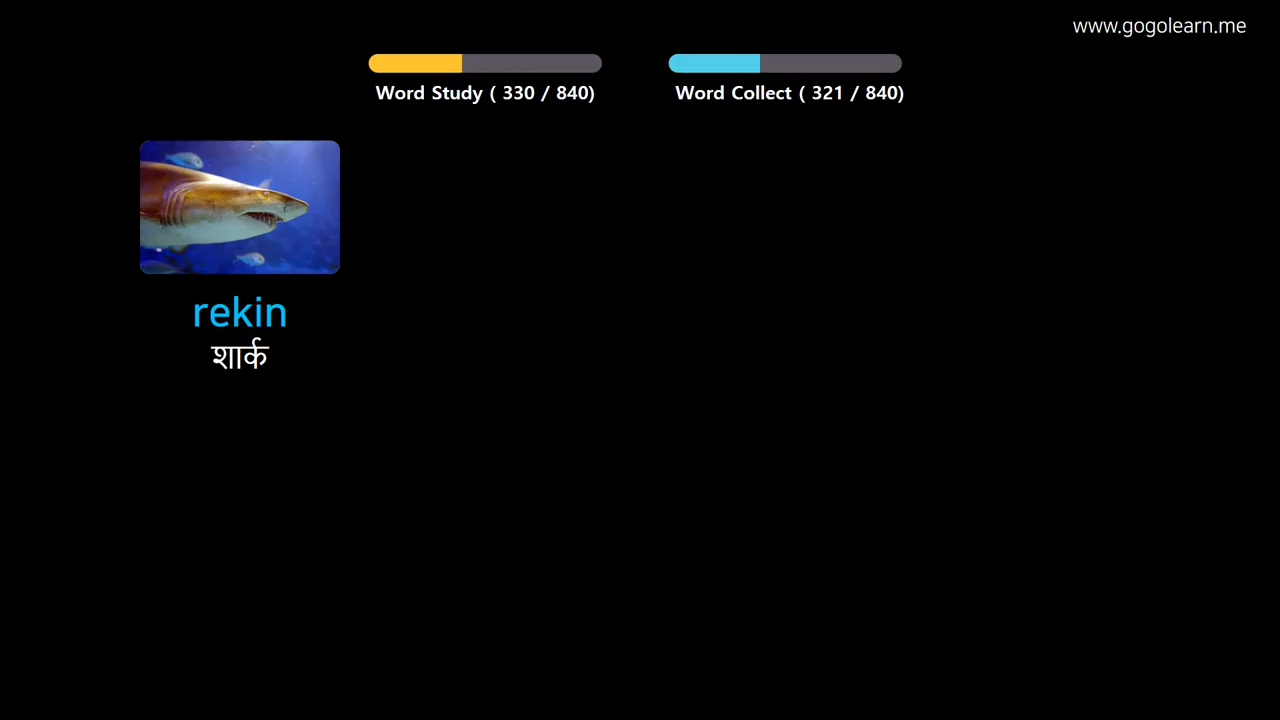 www.gogolearn.me
Word Study ( 330 / 840)
Word Collect ( 321 / 840)
rekin
शार्क